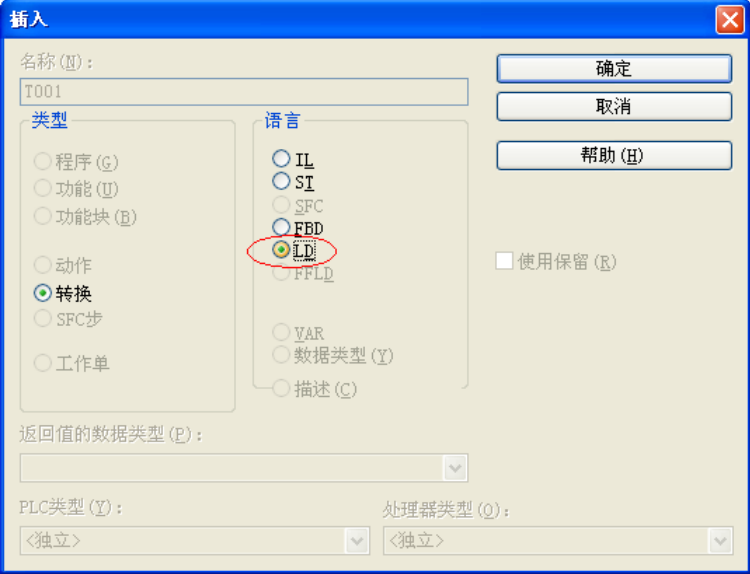 插入
名称(N):
T001
确定
取消
帮助(H)
类型
程序(G)
功能(U)
功能块(B)
动作
转换
SFC步
工作单
语言
IL
ST
SFC
FBD
LD
FFLD
VAR
数据类型(Y)
描述(C)
使用保留(R)
返回值的数据类型(P):
PLC类型(Y):
<独立>
处理器类型(O):
<独立>